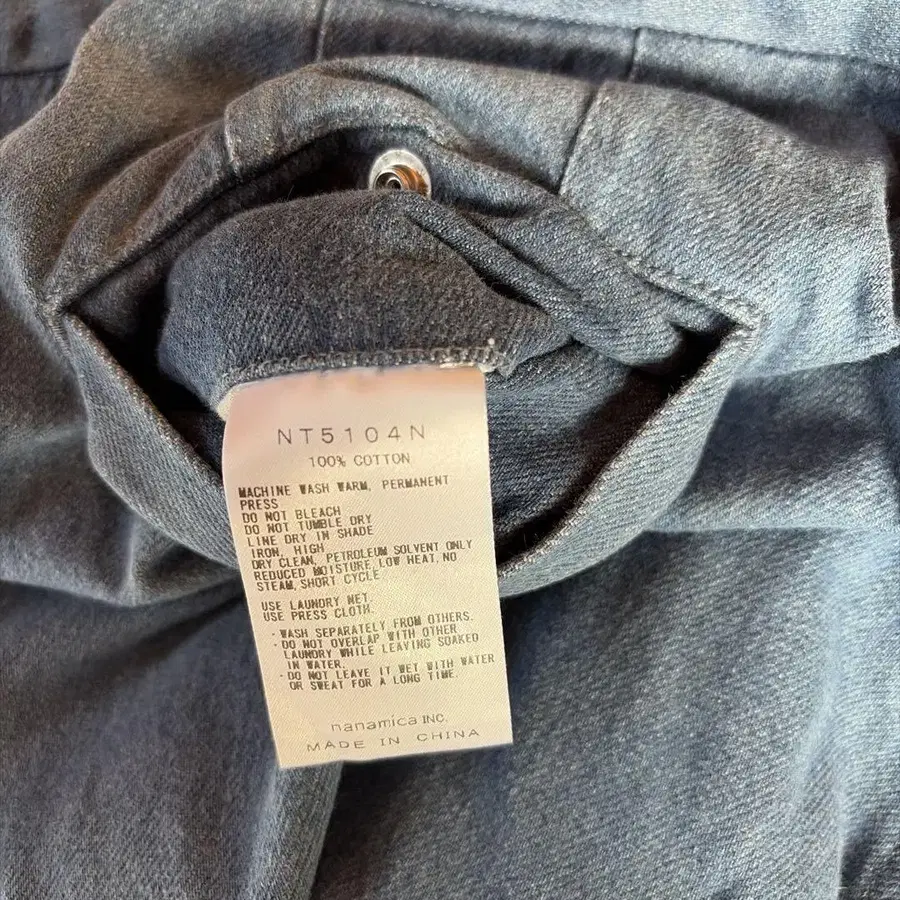 NT5104N
100% COTTON
MACHINE WASH WARM, PERMANENT
PRESS
DO NOT BLEACH
DO NOT TUMBLE DRY
LINE DRY IN SHADE
IRON, HIGH
DRY CLEAN, PETROLEUM SOLVENT ONLY
REDUCED MOISTURE, LOW HEAT, NO
STEAM, SHORT CYCLE
USE LAUNDRY NET.
USE PRESS CLOTH.
·WASH SEPARATELY FROM OTHERS.
·DO NOT OVERLAP WITH OTHER
LAUNDRY WHILE LEAVING SOAKED
IN WATER.
·DO NOT LEAVE IT WET WITH WATER
OR SWEAT FOR A LONG TIME.
nanamica INC.
MADE IN CHINA